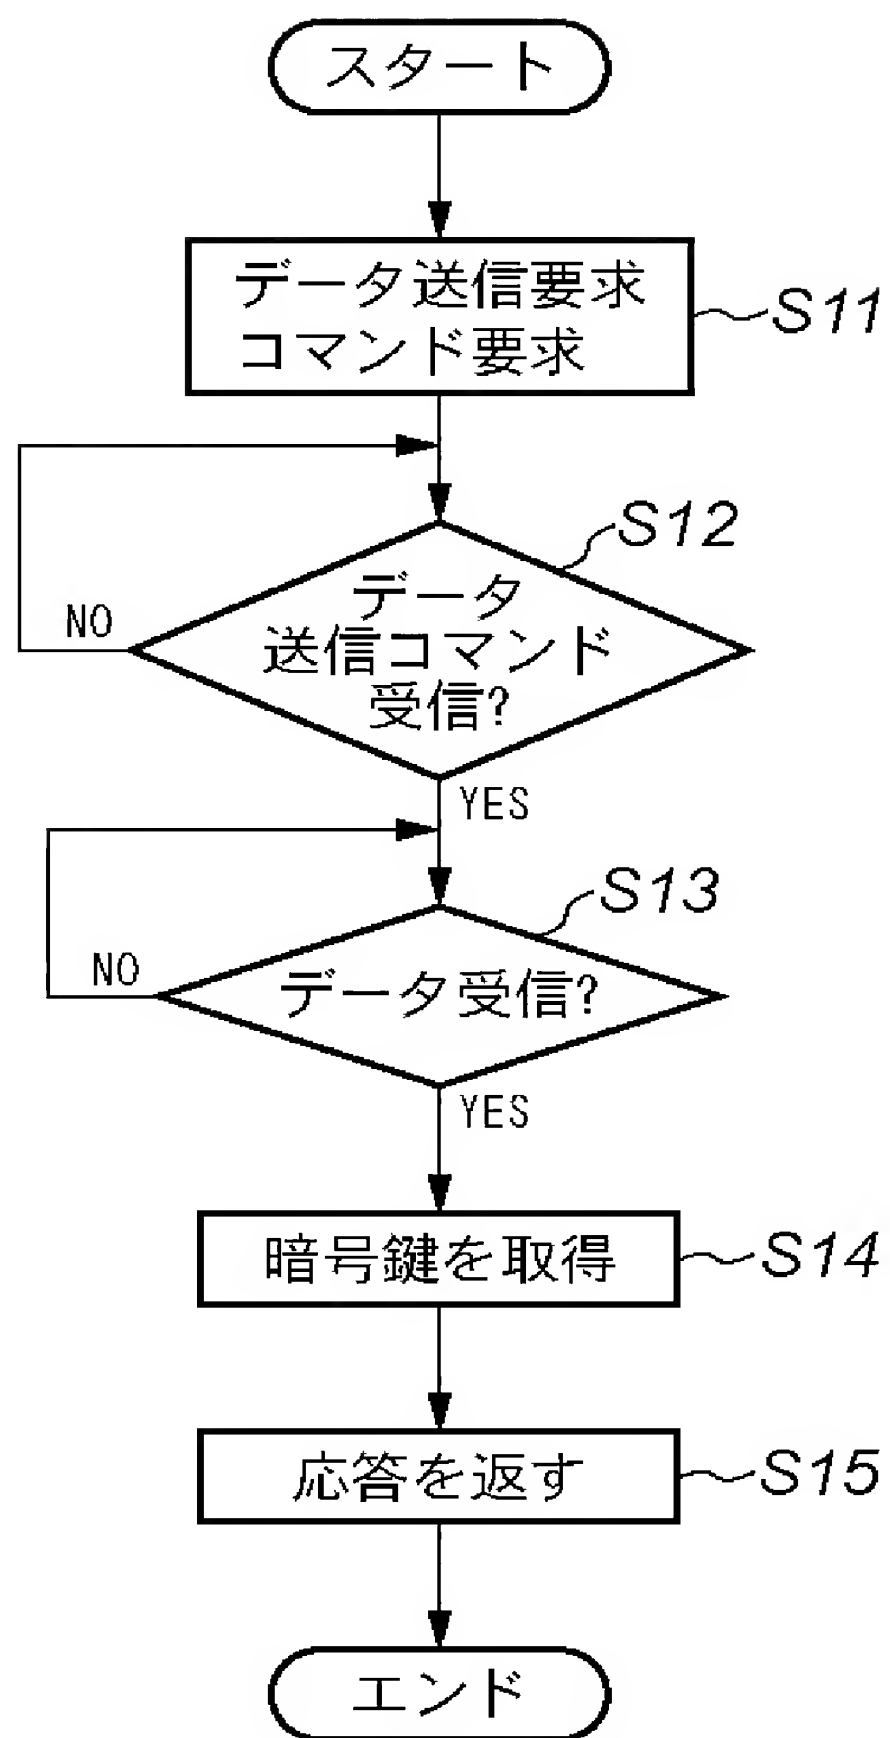 スタート
データ送信要求
コマンド要求
S11
S12
データ
送信コマンド
受信?
NO
YES
S13
データ受信?
NO
YES
暗号鍵を取得
S14
応答を返す
S15
エンド